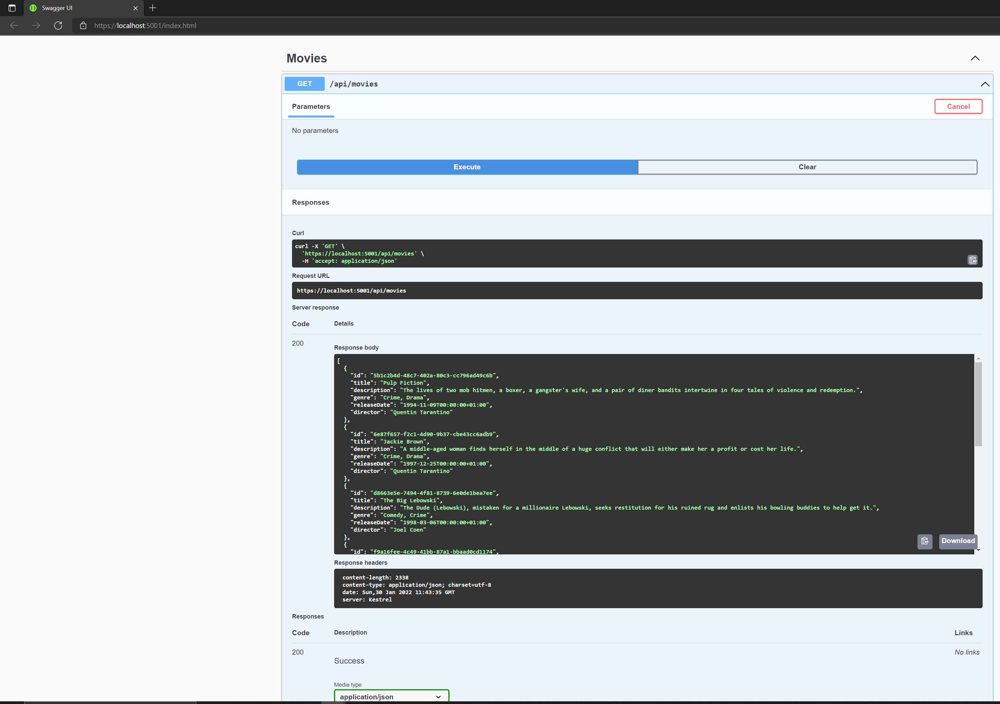 Swagger UI
https://localhost:5001/index.html
Movies
GET /api/movies
Parameters
Cancel
No parameters
Execute
Clear
Responses
Curl
curl -X 'GET' \
'https://localhost:5001/api/movies' \
-H 'accept: application/json'
Request URL
https://localhost:5001/api/movies
Server response
Code Details
200
Response body
[
{
"id": "5b1c2b4d-48c7-402a-80c3-cc796ad49c6b",
"title": "Pulp Fiction",
"description": "The lives of two mob hitmen, a boxer, a gangster's wife, and a pair of diner bandits intertwine in four tales of violence and redemption.",
"genre": "Crime, Drama",
"releaseDate": "1994-11-09T00:00:00+01:00",
"director": "Quentin Tarantino"
},
{
"id": "6e87f657-f2c1-4d90-9b37-cbe43cc6adb9",
"title": "Jackie Brown",
"description": "A middle-aged woman finds herself in the middle of a huge conflict that will either make her a profit or cost her life.",
"genre": "Crime, Drama",
"releaseDate": "1997-12-25T00:00:00+01:00",
"director": "Quentin Tarantino"
},
{
"id": "d8663e5e-7494-4f81-8739-6e0de1bea7ee",
"title": "The Big Lebowski",
"description": "The Dude (Lebowski), mistaken for a millionaire Lebowski, seeks restitution for his ruined rug and enlists his bowling buddies to help get it.",
"genre": "Comedy, Crime",
"releaseDate": "1998-03-06T00:00:00+01:00",
"director": "Joel Coen"
},
{
"id": "f9a16fee-4c49-41bb-87a1-bbaad0cd1174",
Download
Response headers
content-length: 2338
content-type: application/json; charset=utf-8
date: Sun,30 Jan 2022 11:43:35 GMT
server: Kestrel
Responses
Code Description Links
200 No links
Success
Media type
application/json